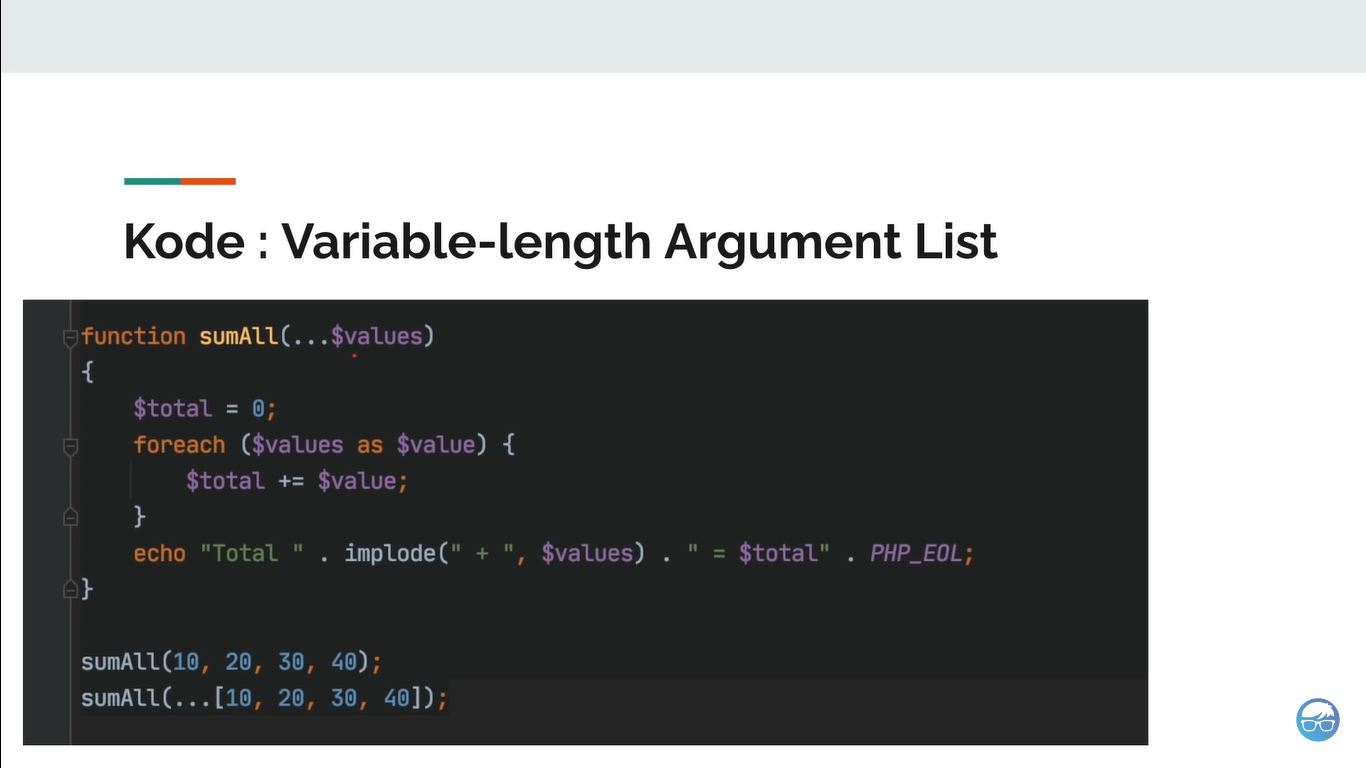 Kode : Variable-length Argument List
function sumAll(...$values)
{
    $total = 0;
    foreach ($values as $value) {
        $total += $value;
    }
    echo "Total " . implode(" + ", $values) . " = $total" . PHP_EOL;
}
sumAll(10, 20, 30, 40);
sumAll(...[10, 20, 30, 40]);